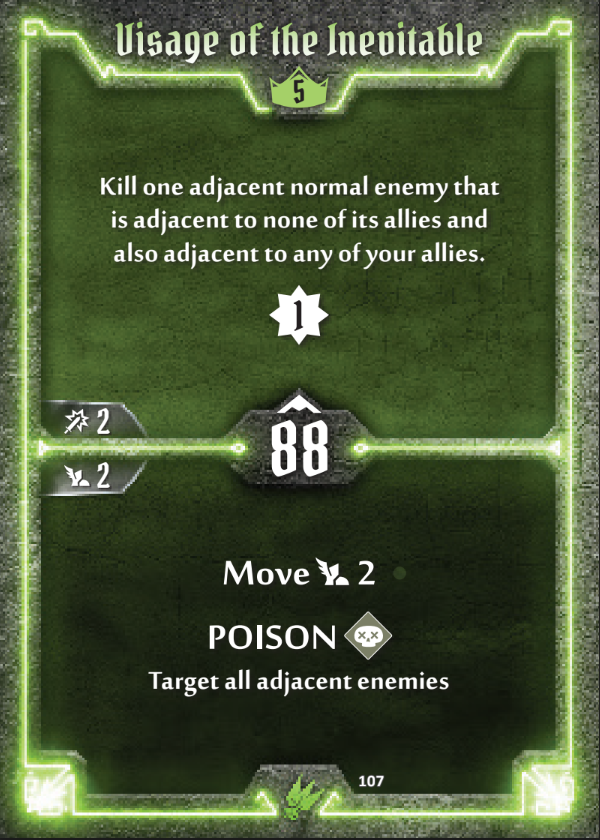 Visage of the Inevitable
5
Kill one adjacent normal enemy that
is adjacent to none of its allies and
also adjacent to any of your allies.
1
2
88
2
Move 2
POISON
Target all adjacent enemies
107